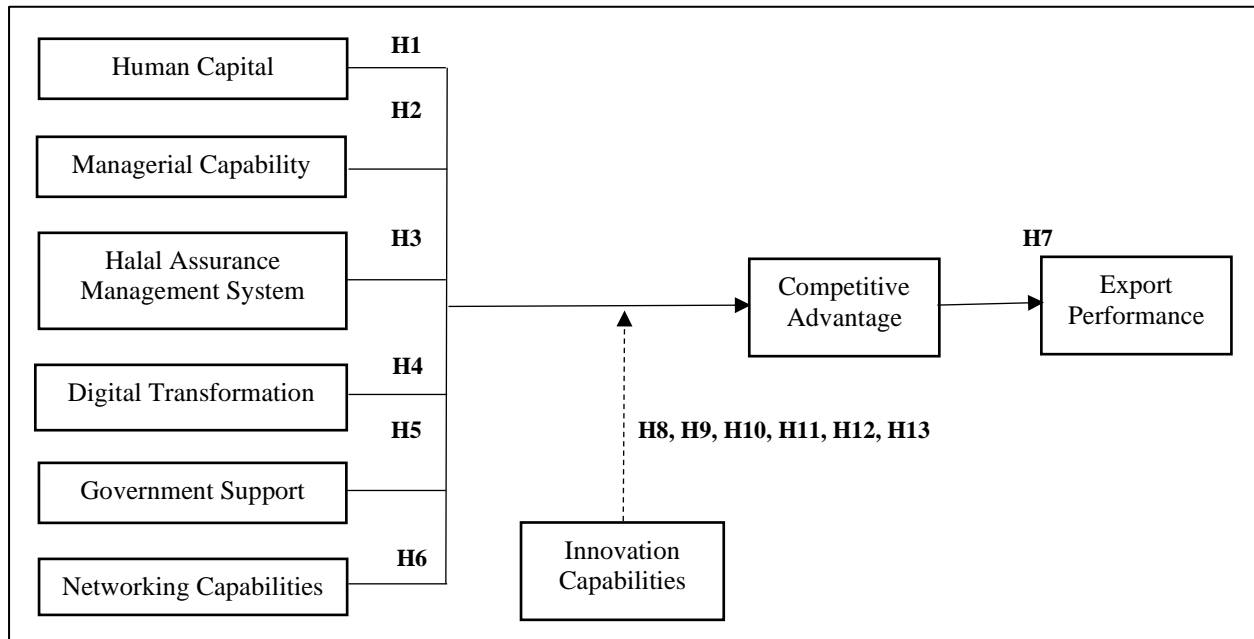 H1
Human Capital
H2
Managerial Capability
H3
Halal Assurance
Management System
H7
Competitive
Advantage
Export
Performance
H4
Digital Transformation
H5
H8, H9, H10, H11, H12, H13
Government Support
H6
Innovation
Capabilities
Networking Capabilities